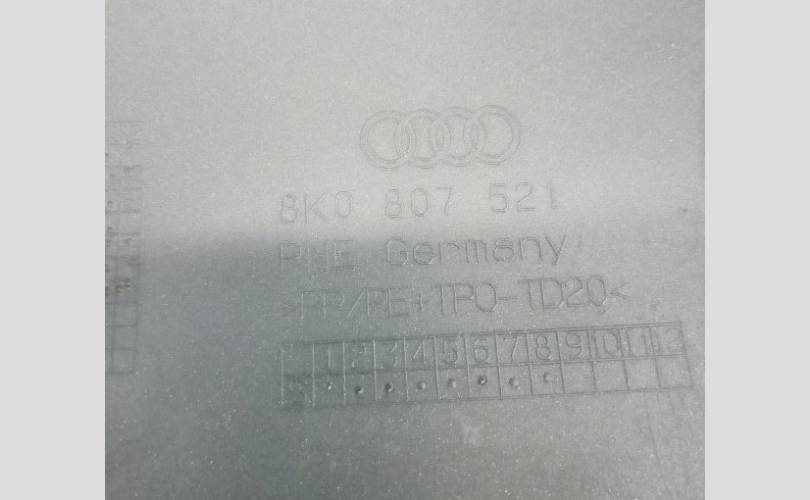 8K0 807 521
Germany
>PP/PE+TPO-TD20<
1 2 3 4 5 6 7 8 9 10 11 12